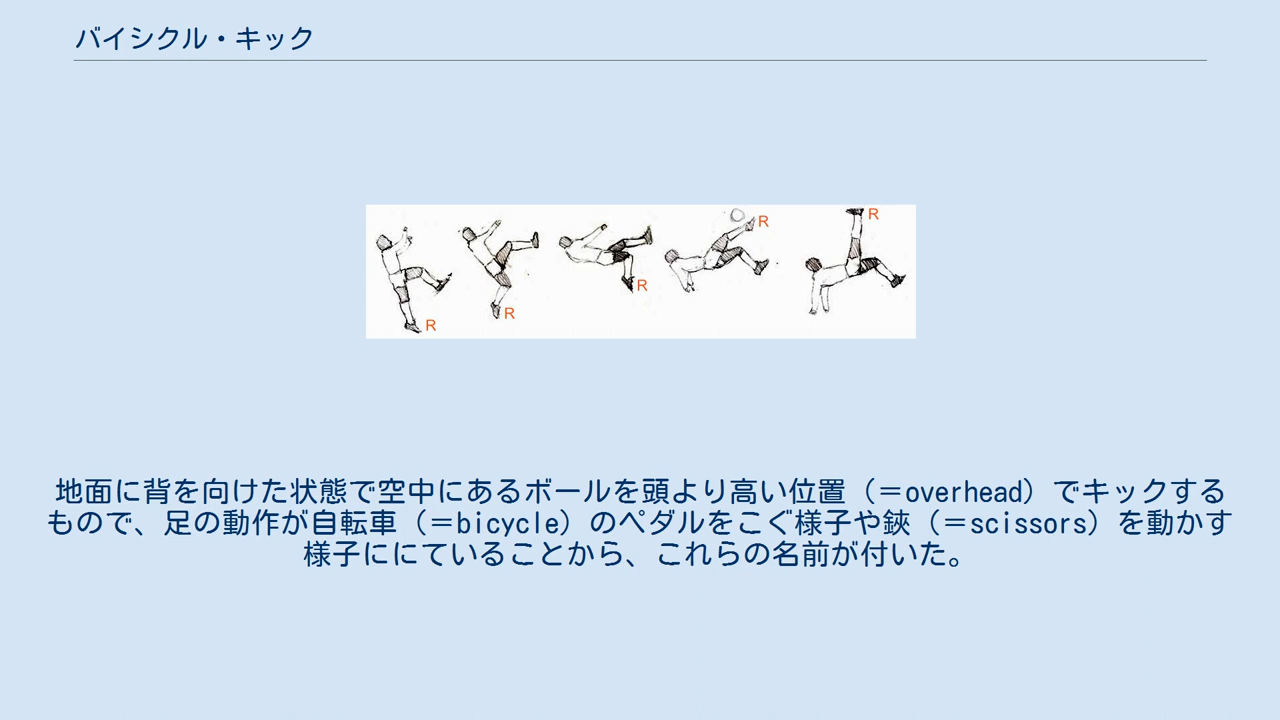 バイシクル・キック
R
R
R
R
R
地面に背を向けた状態で空中にあるボールを頭より高い位置（＝overhead）でキックする
もので、足の動作が自転車（＝bicycle）のペダルをこぐ様子や鋏（＝scissors）を動かす
様子ににていることから、これらの名前が付いた。